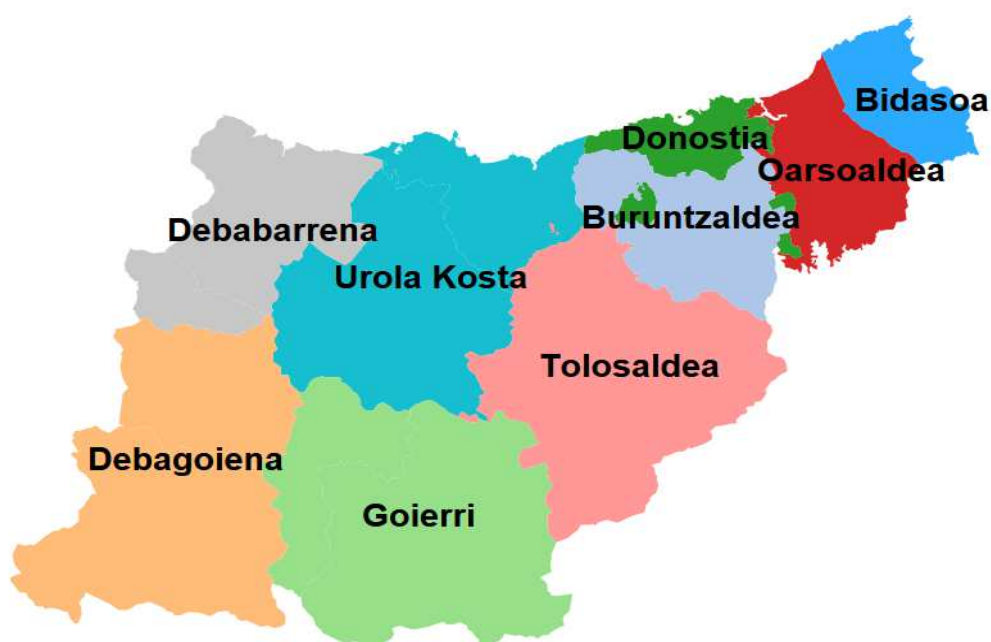 Bidasoa
Donostia
Oarsoaldea
Buruntzaldea
Debabarrena
Urola Kosta
Tolosaldea
Debagoiena
Goierri